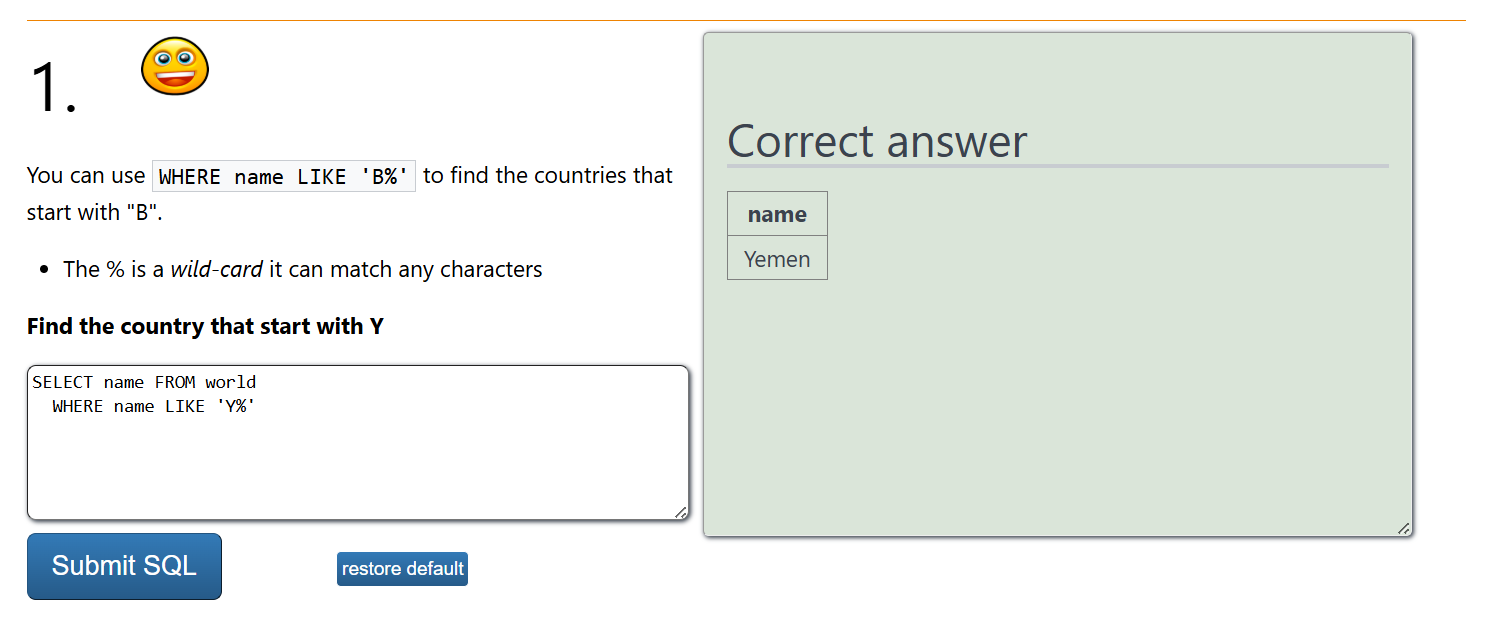 1.
You can use WHERE name LIKE 'B%' to find the countries that
start with "B".
• The % is a wild-card it can match any characters
Find the country that start with Y
SELECT name FROM world
WHERE name LIKE 'Y%'
Submit SQL
restore default
Correct answer
name
Yemen